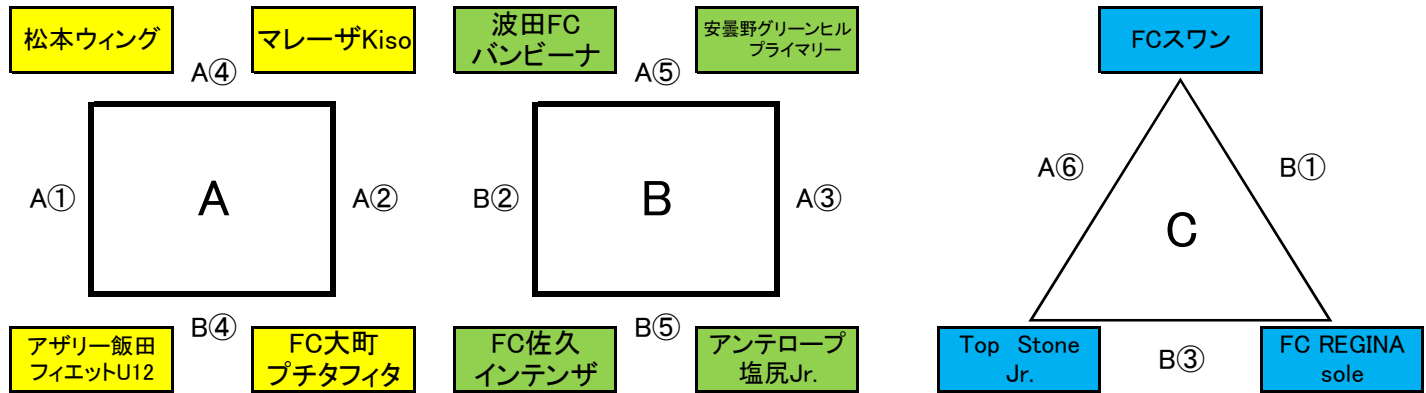 松本ウィング
マレーザKiso
A④
A①
A
A②
B④
アザリー飯田
フィエットU12
FC大町
プチタフィタ
波田FC
バンビーナ
安曇野グリーンヒル
プライマリー
A⑤
B②
B
A③
B⑤
FC佐久
インテンザ
アンテロープ
塩尻Jr.
FCスワン
A⑥
B①
C
Top　Stone
Jr.
B③
FC REGINA
sole